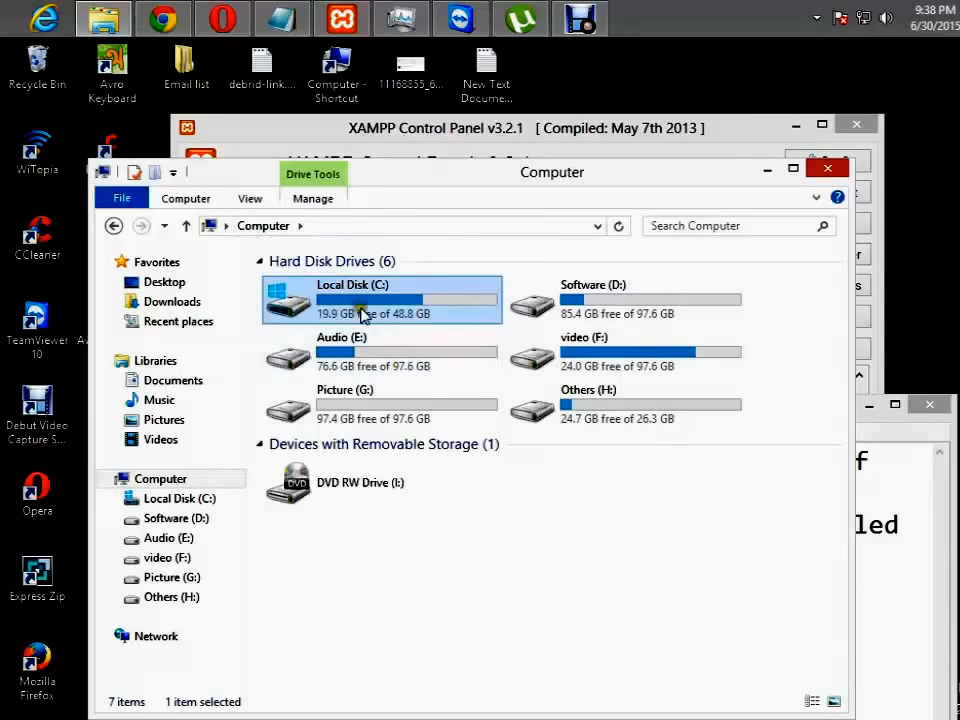 9:38 PM
6/30/2015
Recycle Bin
Avro
Keyboard
Email list
debrid-link....
Computer -
Shortcut
11168855_6...
New Text
Docume...
WiTopia
CCleaner
TeamViewer
10
Debut Video
Capture S...
Opera
Express Zip
Mozilla
Firefox
XAMPP Control Panel v3.2.1 [ Compiled: May 7th 2013 ]
Drive Tools
Computer
File
Computer
View
Manage
Computer
Search Computer
Favorites
Desktop
Downloads
Recent places
Libraries
Documents
Music
Pictures
Videos
Computer
Local Disk (C:)
Software (D:)
Audio (E:)
video (F:)
Picture (G:)
Others (H:)
Network
Hard Disk Drives (6)
Local Disk (C:)
19.9 GB free of 48.8 GB
Software (D:)
85.4 GB free of 97.6 GB
Audio (E:)
76.6 GB free of 97.6 GB
video (F:)
24.0 GB free of 97.6 GB
Picture (G:)
97.4 GB free of 97.6 GB
Others (H:)
24.7 GB free of 26.3 GB
Devices with Removable Storage (1)
DVD
DVD RW Drive (I:)
7 items 1 item selected